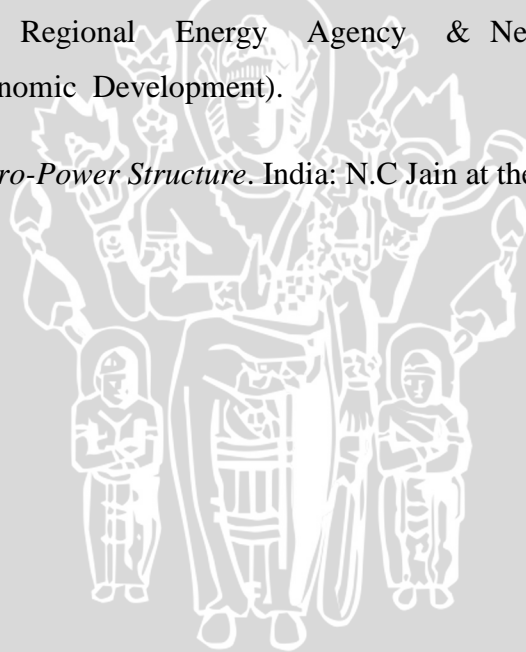 Regional Energy Agency & Ne
nomic Development).
ro-Power Structure. India: N.C Jain at the